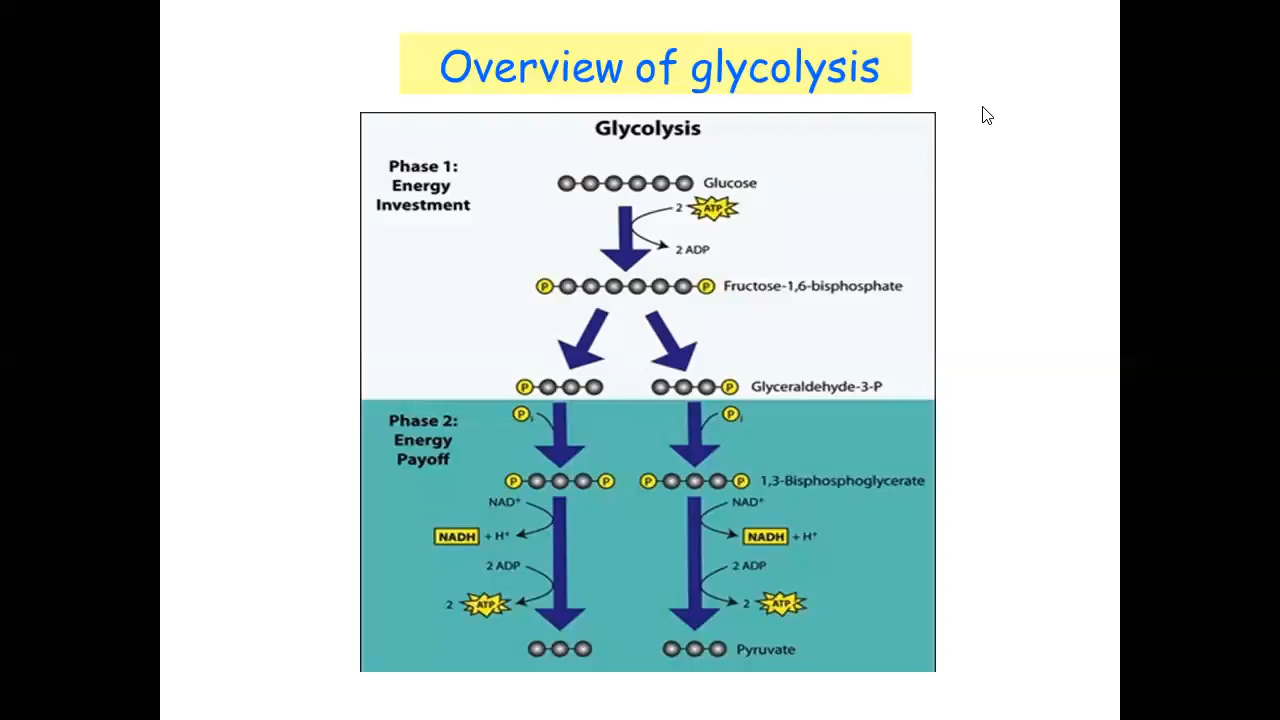 Overview of glycolysis
Glycolysis
Phase 1:
Energy
Investment
Glucose
2 ATP
2 ADP
P P Fructose-1,6-bisphosphate
P P Glyceraldehyde-3-P
Phase 2:
Energy
Payoff
Pi Pi
P P P P 1,3-Bisphosphoglycerate
NAD⁺ NAD⁺
NADH + H⁺ NADH + H⁺
2 ADP 2 ADP
2 ATP 2 ATP
Pyruvate